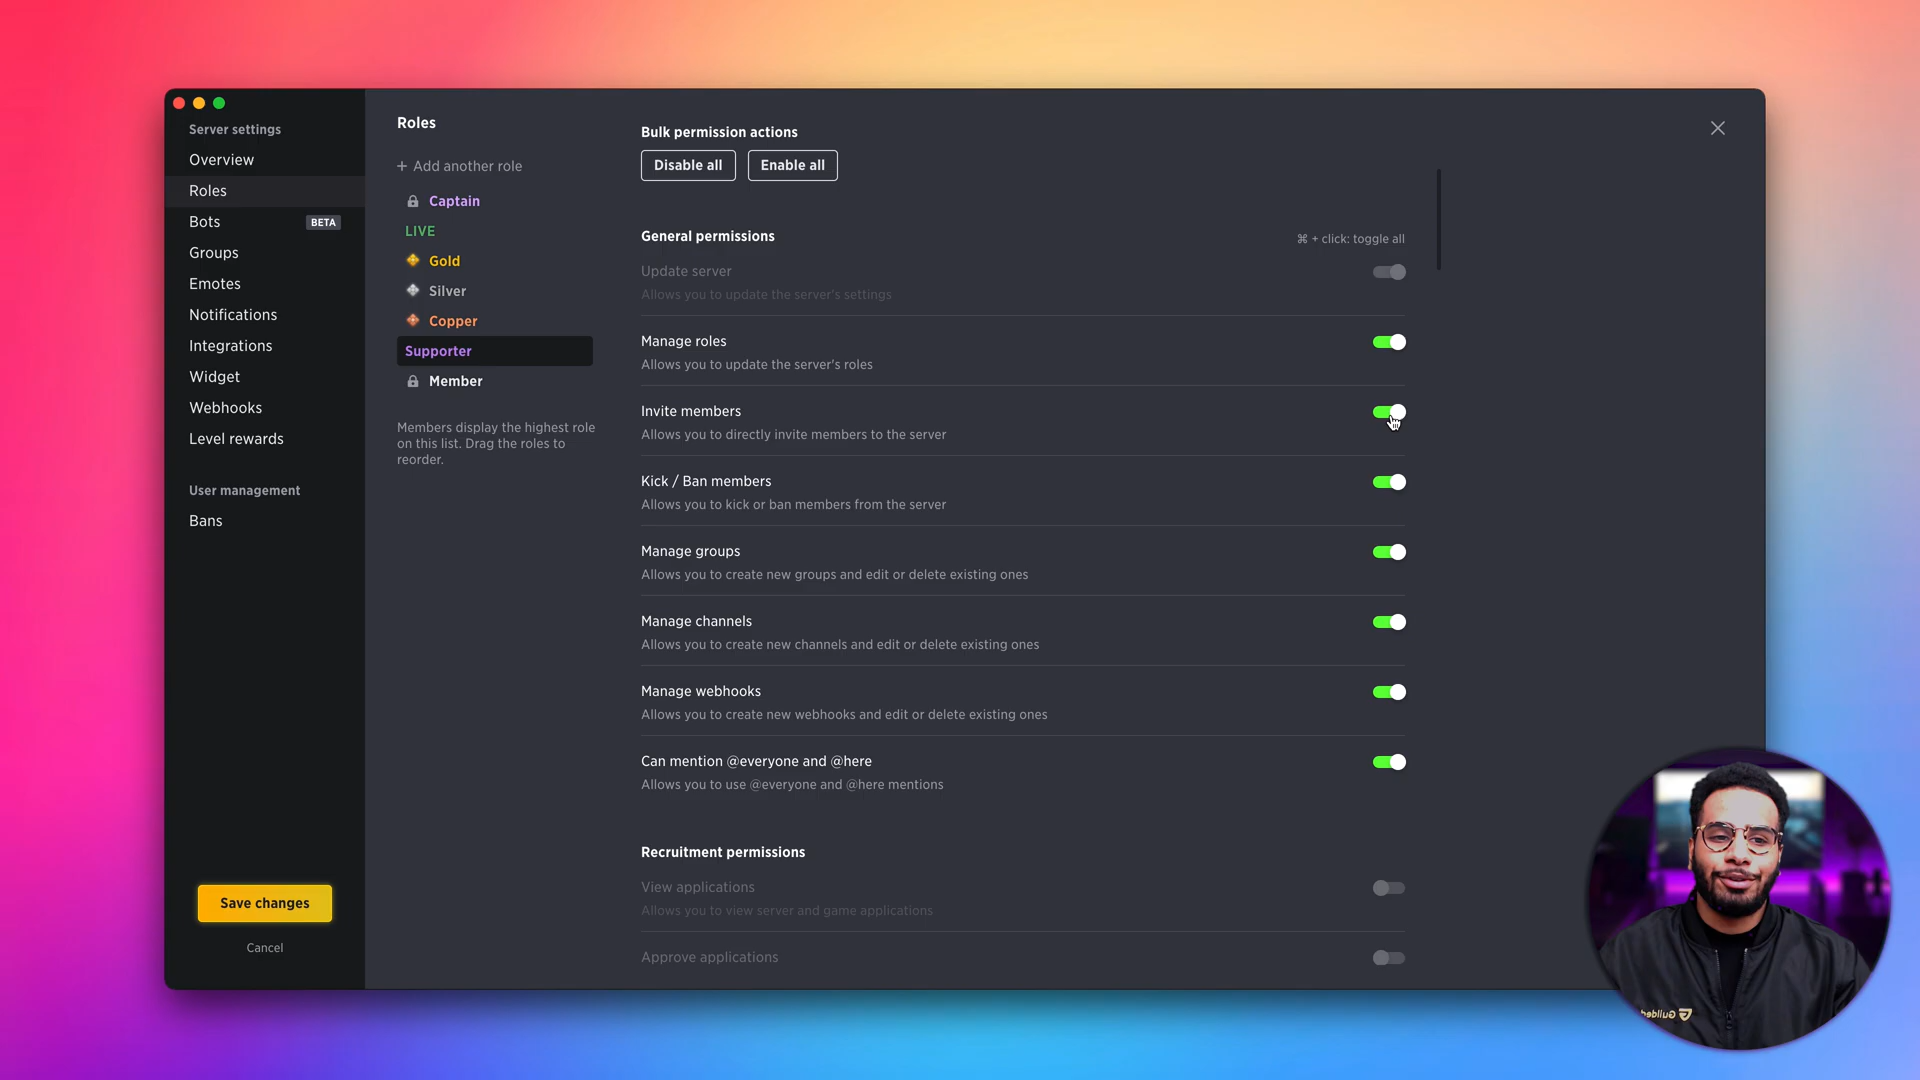 Server settings
Overview
Roles
Bots BETA
Groups
Emotes
Notifications
Integrations
Widget
Webhooks
Level rewards
User management
Bans
Save changes
Cancel
Roles
+ Add another role
Captain
LIVE
Gold
Silver
Copper
Supporter
Member
Members display the highest role
on this list. Drag the roles to
reorder.
Bulk permission actions
Disable all Enable all
General permissions ⌘ + click: toggle all
Update server
Allows you to update the server's settings
Manage roles
Allows you to update the server's roles
Invite members
Allows you to directly invite members to the server
Kick / Ban members
Allows you to kick or ban members from the server
Manage groups
Allows you to create new groups and edit or delete existing ones
Manage channels
Allows you to create new channels and edit or delete existing ones
Manage webhooks
Allows you to create new webhooks and edit or delete existing ones
Can mention @everyone and @here
Allows you to use @everyone and @here mentions
Recruitment permissions
View applications
Allows you to view server and game applications
Approve applications
Guilded